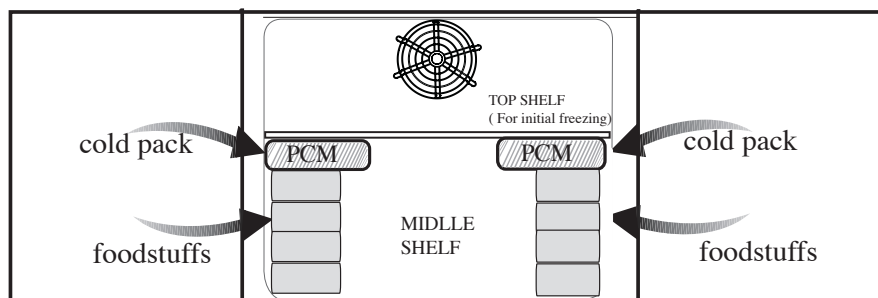 TOP SHELF
( For initial freezing)
cold pack
PCM
PCM
cold pack
MIDLLE
SHELF
foodstuffs
foodstuffs